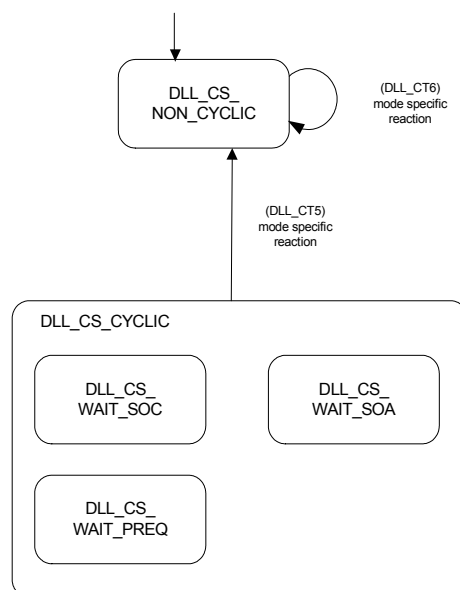 DLL_CS_
NON_CYCLIC
(DLL_CT6)
mode specific
reaction
(DLL_CT5)
mode specific
reaction
DLL_CS_CYCLIC
DLL_CS_
WAIT_SOC
DLL_CS_
WAIT_SOA
DLL_CS_
WAIT_PREQ